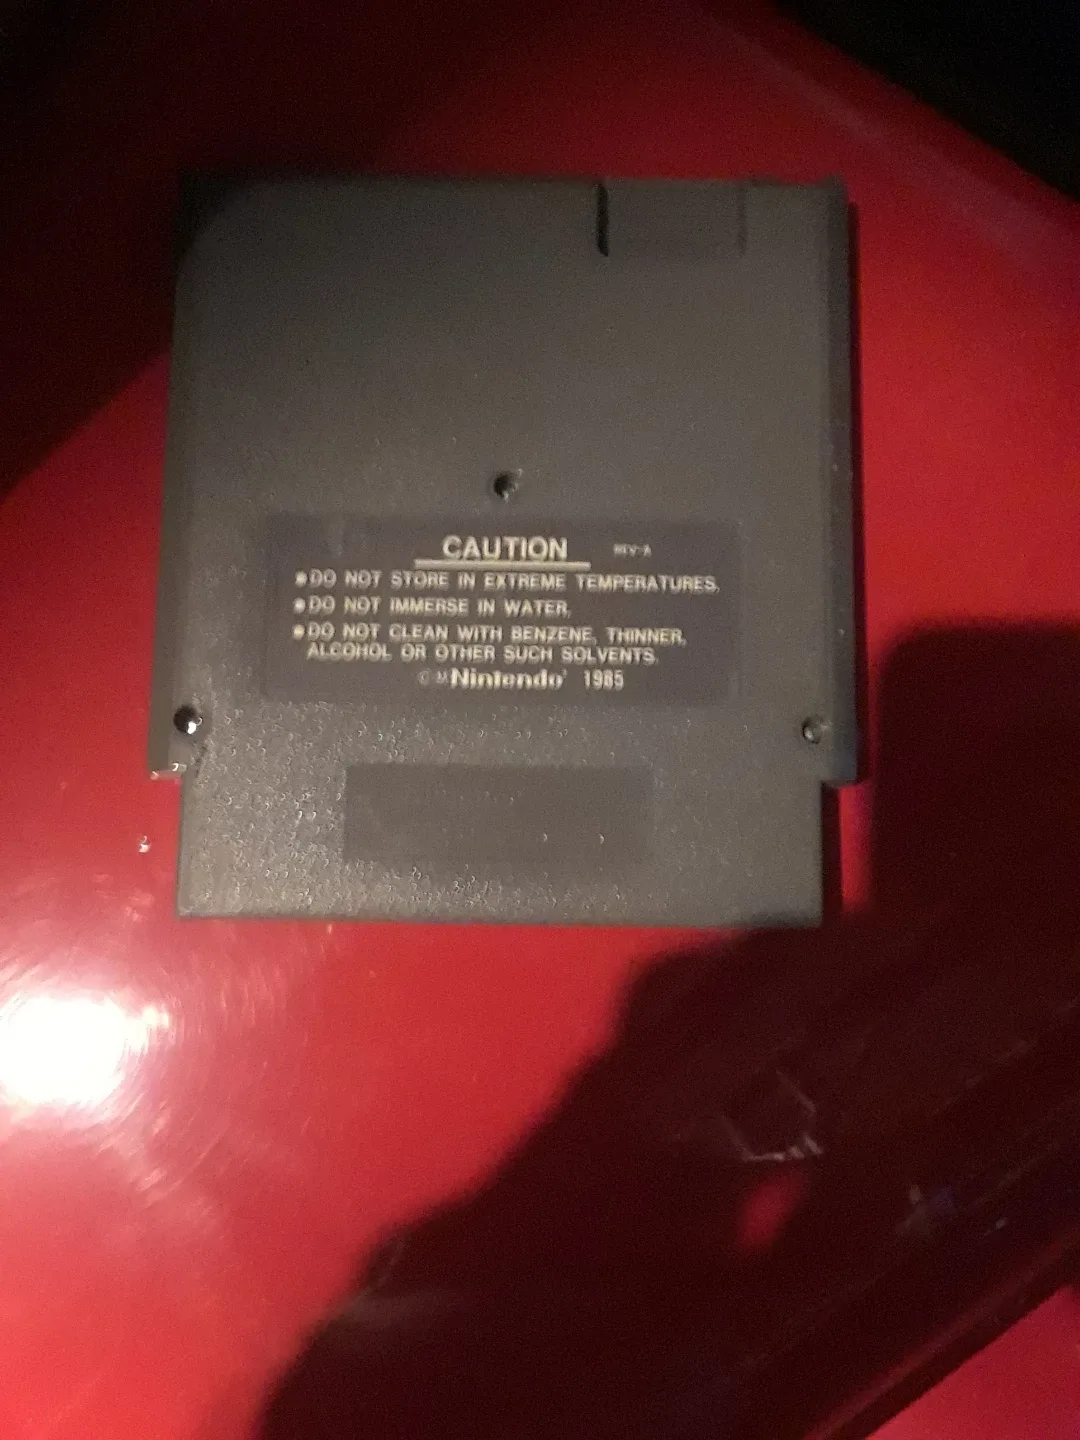 CAUTION REV-A
●DO NOT STORE IN EXTREME TEMPERATURES.
●DO NOT IMMERSE IN WATER.
●DO NOT CLEAN WITH BENZENE, THINNER,
ALCOHOL OR OTHER SUCH SOLVENTS.
Nintendo 1985